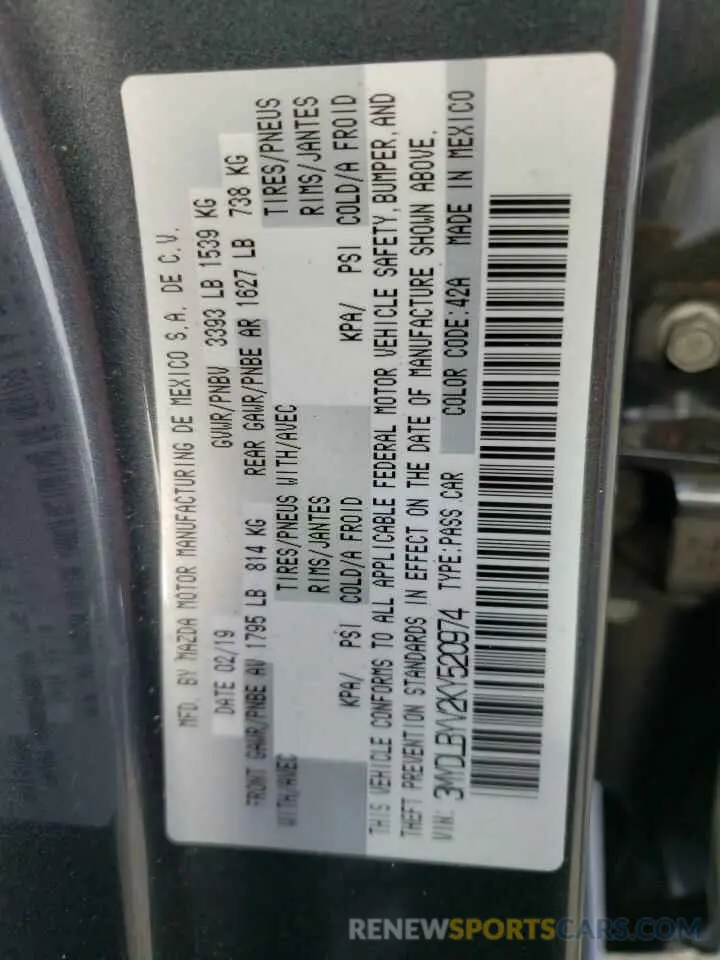 MFD. BY MAZDA MOTOR MANUFACTURING DE MEXICO S.A. DE C.V.
DATE 02/19 GVWR/PNBV 3393 LB 1539 KG
FRONT GAWR/PNBE AV 1795 LB 814 KG REAR GAWR/PNBE AR 1627 LB 738 KG
WITH/AVEC TIRES/PNEUS WITH/AVEC TIRES/PNEUS
RIMS/JANTES RIMS/JANTES
KPA/ PSI COLD/A FROID KPA/ PSI COLD/A FROID
THIS VEHICLE CONFORMS TO ALL APPLICABLE FEDERAL MOTOR VEHICLE SAFETY, BUMPER, AND
THEFT PREVENTION STANDARDS IN EFFECT ON THE DATE OF MANUFACTURE SHOWN ABOVE.
VIN: 3MYDLBYV2KY520974 TYPE:PASS CAR COLOR CODE:42A MADE IN MEXICO
RENEWSPORTSCARS.COM